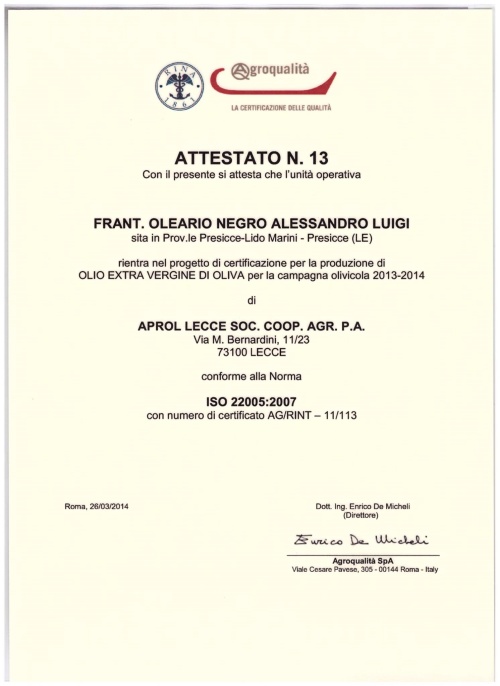 RINA
1861
Agroqualità
LA CERTIFICAZIONE DELLE QUALITÀ
ATTESTATO N. 13
Con il presente si attesta che l'unità operativa
FRANT. OLEARIO NEGRO ALESSANDRO LUIGI
sita in Prov.le Presicce-Lido Marini - Presicce (LE)
rientra nel progetto di certificazione per la produzione di
OLIO EXTRA VERGINE DI OLIVA per la campagna olivicola 2013-2014
di
APROL LECCE SOC. COOP. AGR. P.A.
Via M. Bernardini, 11/23
73100 LECCE
conforme alla Norma
ISO 22005:2007
con numero di certificato AG/RINT – 11/113
Roma, 26/03/2014
Dott. Ing. Enrico De Micheli
(Direttore)
Enrico De Micheli
Agroqualità SpA
Viale Cesare Pavese, 305 - 00144 Roma - Italy